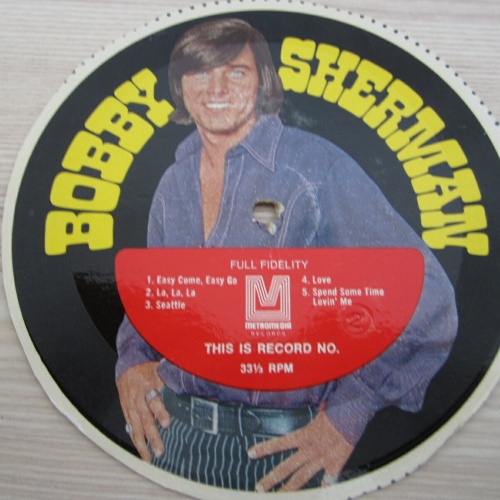 BOBBY SHERMAN
FULL FIDELITY
1. Easy Come, Easy Go
2. La, La, La
3. Seattle
4. Love
5. Spend Some Time
Lovin' Me
METROMEDIA
RECORDS
2
THIS IS RECORD NO.
33⅓ RPM